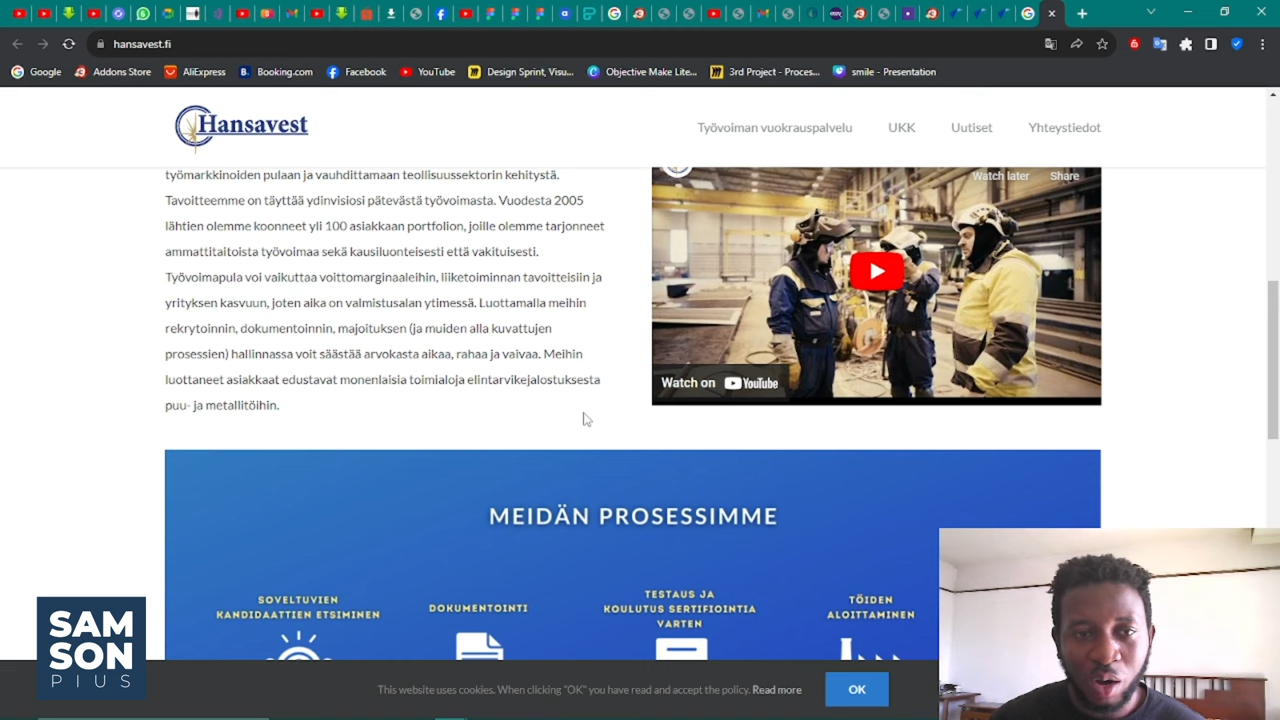 hansavest.fi
Google
Addons Store
AliExpress
Booking.com
Facebook
YouTube
Design Sprint, Visu...
Objective Make Lite...
3rd Project - Proces...
smile - Presentation
Hansavest
Työvoiman vuokrauspalvelu
UKK
Uutiset
Yhteystiedot
työmarkkinoiden pulaan ja vauhdittamaan teollisuussektorin kehitystä.
Tavoitteemme on täyttää ydinvisiosi pätevästä työvoimasta. Vuodesta 2005
lähtien olemme koonneet yli 100 asiakkaan portfolion, joille olemme tarjonneet
ammattitaitoista työvoimaa sekä kausiluonteisesti että vakituisesti.
Työvoimapula voi vaikuttaa voittomarginaaleihin, liiketoiminnan tavoitteisiin ja
yrityksen kasvuun, joten aika on valmistusalan ytimessä. Luottamalla meihin
rekrytoinnin, dokumentoinnin, majoituksen (ja muiden alla kuvattujen
prosessien) hallinnassa voit säästää arvokasta aikaa, rahaa ja vaivaa. Meihin
luottaneet asiakkaat edustavat monenlaisia toimialoja elintarvikejalostuksesta
puu- ja metallitöihin.
Watch later
Share
Watch on YouTube
MEIDÄN PROSESSIMME
SOVELTUVIEN
KANDIDAATTIEN ETSIMINEN
DOKUMENTOINTI
TESTAUS JA
KOULUTUS SERTIFIOINTIA
VARTEN
TÖIDEN
ALOITTAMINEN
SAM
SON
PIUS
This website uses cookies. When clicking "OK" you have read and accept the policy. Read more
OK